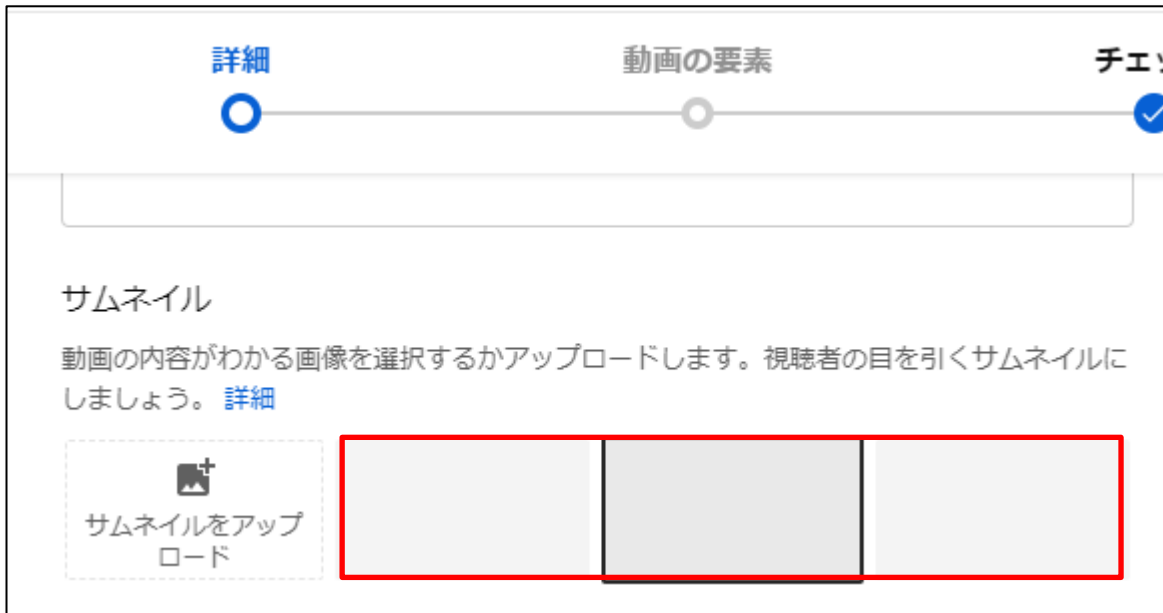 詳細
動画の要素
チェッ
サムネイル
動画の内容がわかる画像を選択するかアップロードします。視聴者の目を引くサムネイルに
しましょう。 詳細
サムネイルをアップ
ロード